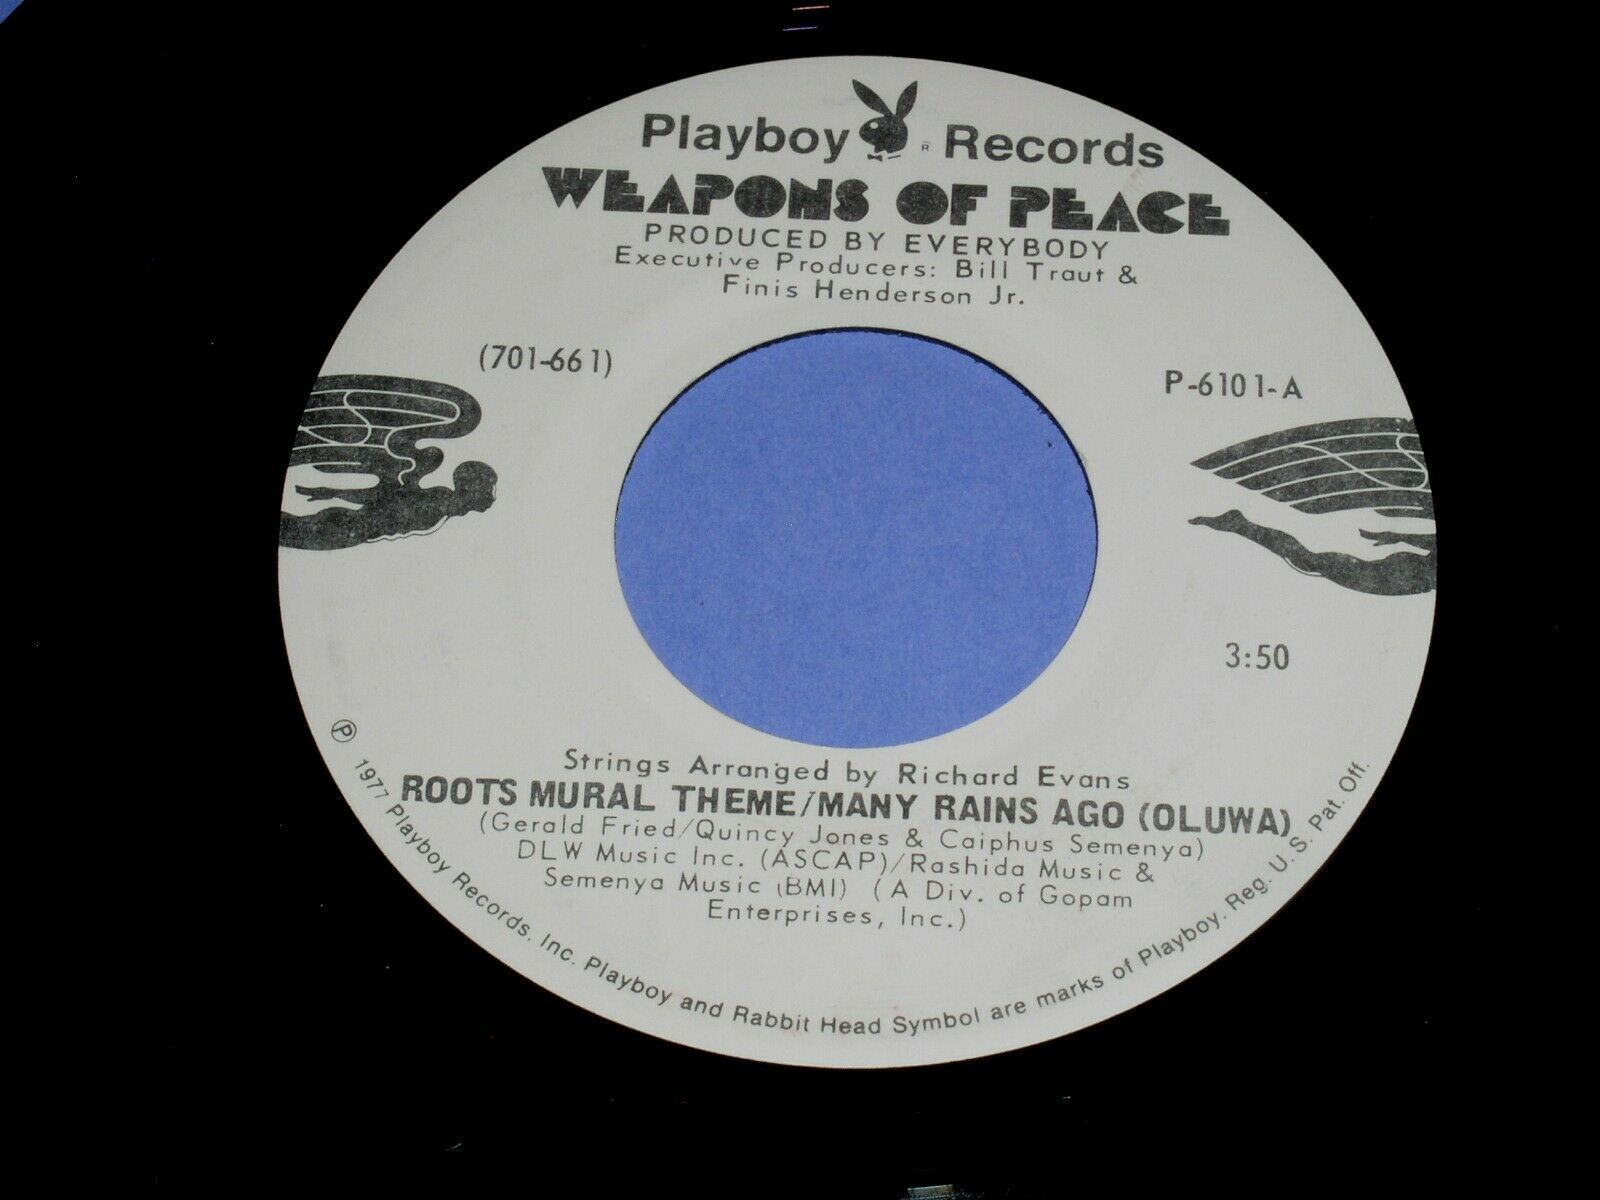 Playboy ® Records
WEAPONS OF PEACE
PRODUCED BY EVERYBODY
Executive Producers: Bill Traut &
Finis Henderson Jr.
(701-661)
P-6101-A
3:50
Strings Arranged by Richard Evans
ROOTS MURAL THEME/MANY RAINS AGO (OLUWA)
(Gerald Fried/Quincy Jones & Caiphus Semenya)
DLW Music Inc. (ASCAP)/Rashida Music &
Semenya Music (BMI) (A Div. of Gopam
Enterprises, Inc.)
℗ 1977 Playboy Records, Inc. Playboy and Rabbit Head Symbol are marks of Playboy. Reg. U. S. Pat. Off.